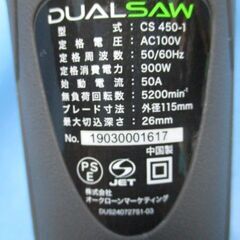 DUALSAW
型 式 : CS 450-1
定 格 電 圧 : AC100V
定 格 周 波 数 : 50/60Hz
定 格 消 費 電 力 : 900W
始 動 電 流 : 50A
無負荷回転数 : 5200min⁻¹
ブレード寸法 : 外径115mm
最大切込深さ : 26mm
No. 19030001617
PSE
JET
中国製
株式会社
オークローンマーケティング
DUS24072751-03